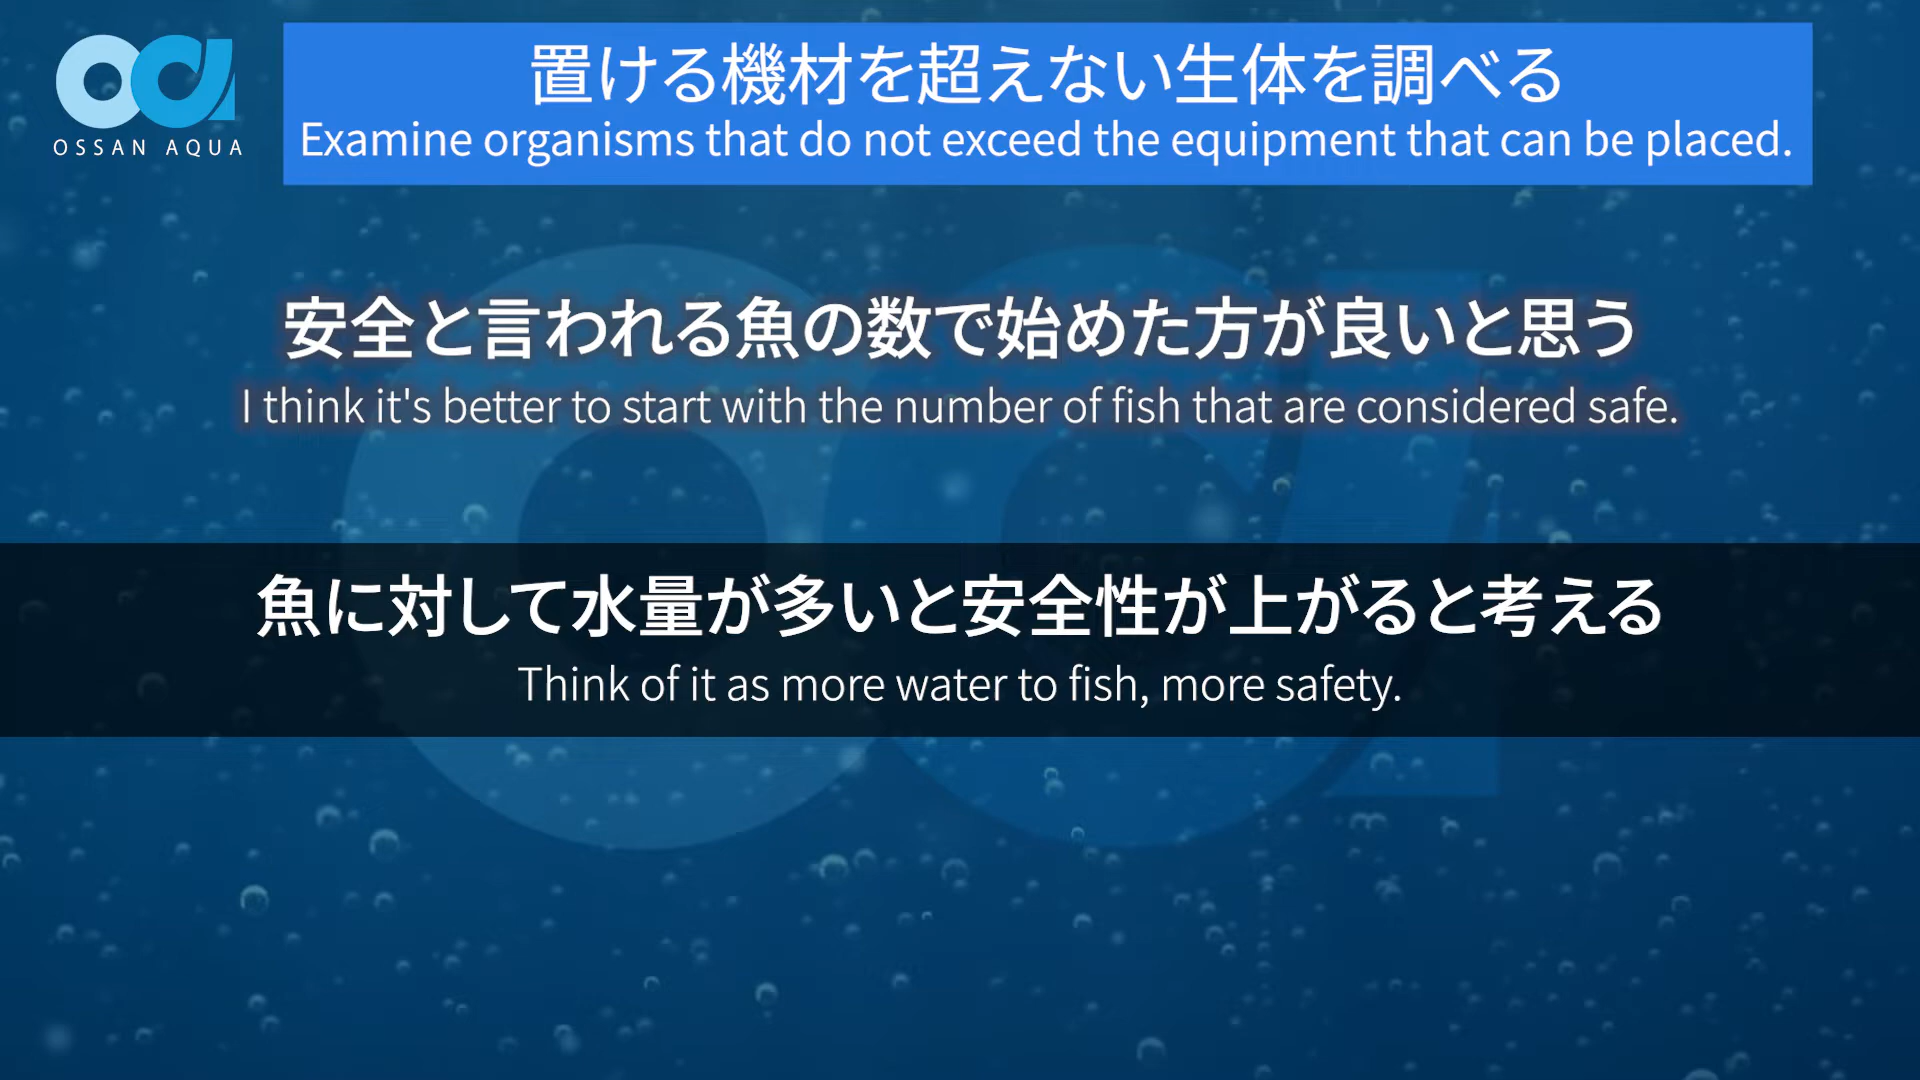 OSSAN AQUA
置ける機材を超えない生体を調べる
Examine organisms that do not exceed the equipment that can be placed.
安全と言われる魚の数で始めた方が良いと思う
I think it's better to start with the number of fish that are considered safe.
魚に対して水量が多いと安全性が上がると考える
Think of it as more water to fish, more safety.